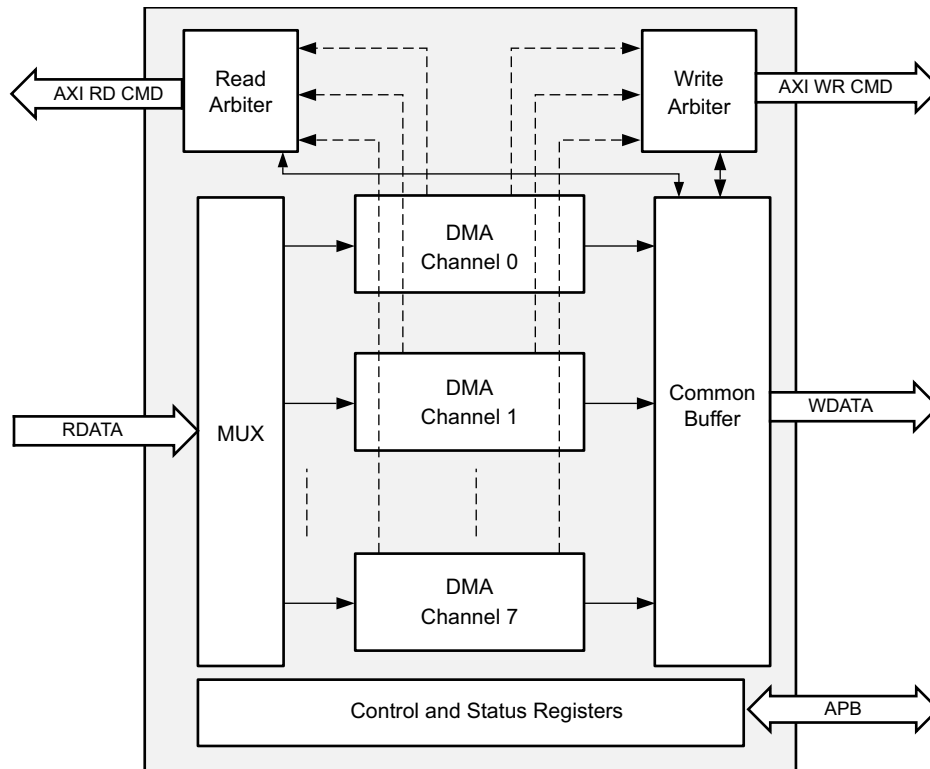 Read
Arbiter
Write
Arbiter
AXI RD CMD
AXI WR CMD
DMA
Channel 0
DMA
Channel 1
Common
Buffer
RDATA
MUX
WDATA
DMA
Channel 7
Control and Status Registers
APB